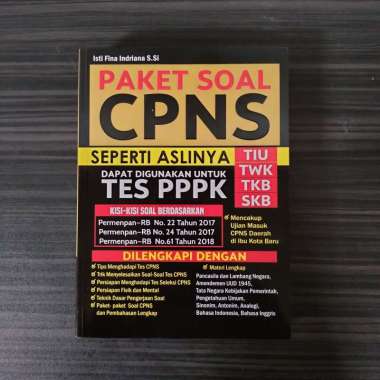 Isti Fina Indriana S.Si
PAKET SOAL
CPNS
SEPERTI ASLINYA
DAPAT DIGUNAKAN UNTUK
TES PPPK
TIU
TWK
TKB
SKB
KISI-KISI SOAL BERDASARKAN
Permenpan-RB No. 22 Tahun 2017
Permenpan-RB No. 24 Tahun 2017
Permenpan-RB No.61 Tahun 2018
Mencakup
Ujian Masuk
CPNS Daerah
di Ibu Kota Baru
DILENGKAPI DENGAN
Tips Menghadapi Tes CPNS
Trik Menyelesaikan Soal-Soal Tes CPNS
Persiapan Menghadapi Tes Seleksi CPNS
Persiapan Fisik dan Mental
Teknik Dasar Pengerjaan Soal
Paket- paket Soal CPNS
dan Pembahasan Lengkap
Materi Lengkap
Pancasila dan Lambang Negara,
Amandemen UUD 1945,
Tata Negara Kebijakan Pemerintah,
Pengetahuan Umum,
Sinonim, Antonim, Analogi,
Bahasa Indonesia, Bahasa Inggris